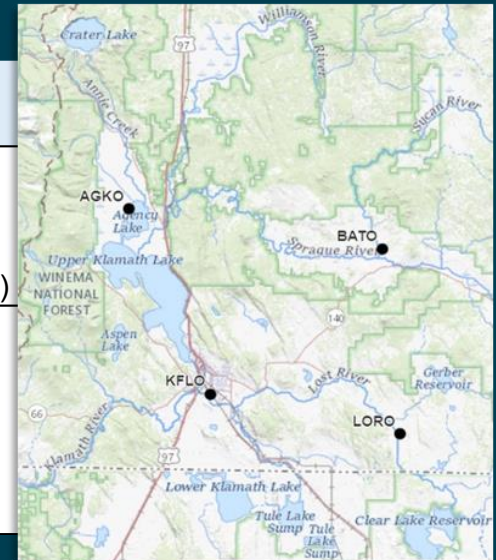 Crater Lake
97
Williamson River
Annie Creek
Sycan River
AGKO
Agency
Lake
BATO
Sprague River
Upper Klamath Lake
WINEMA
NATIONAL
FOREST
)
140
Aspen
Lake
Gerber
Reservoir
KFLO
Lost River
66
LORO
Klamath River
97
Lower Klamath Lake
Tule Lake
Sump
Tule
Lake
Sump
Clear Lake Reservoir